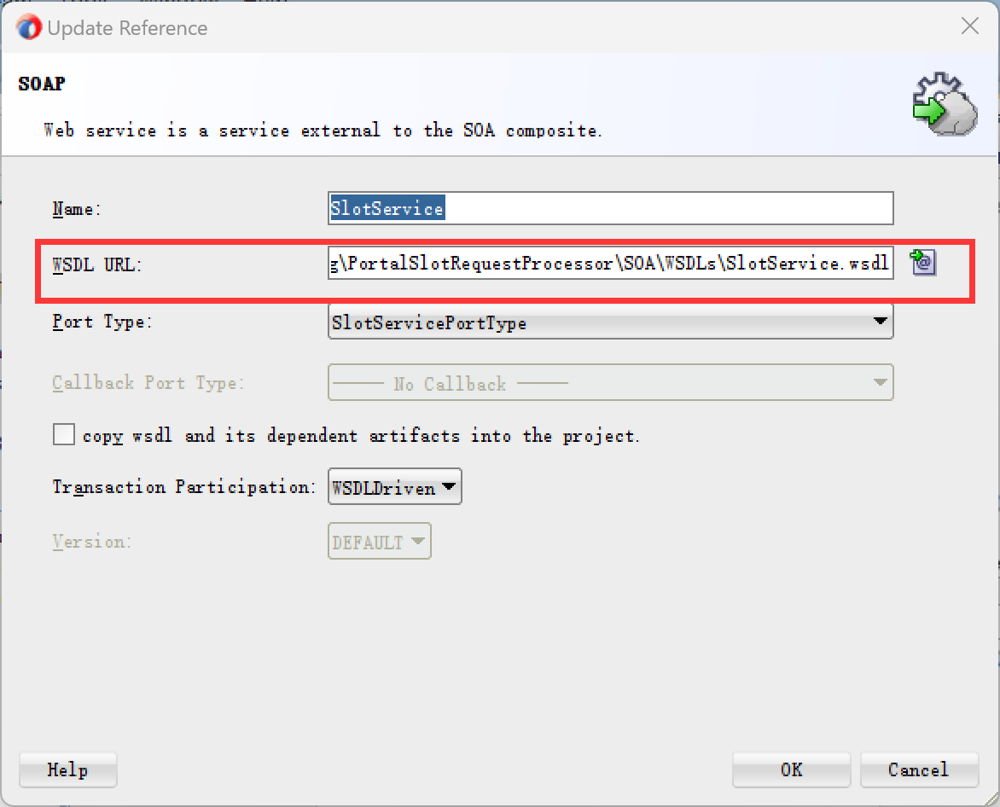 Update Reference
SOAP
Web service is a service external to the SOA composite.
Name: SlotService
WSDL URL: g\PortalSlotRequestProcessor\SOA\WSDLs\SlotService.wsdl
Port Type: SlotServicePortType
Callback Port Type: —— No Callback ——
copy wsdl and its dependent artifacts into the project.
Transaction Participation: WSDLDriven
Version: DEFAULT
Help OK Cancel